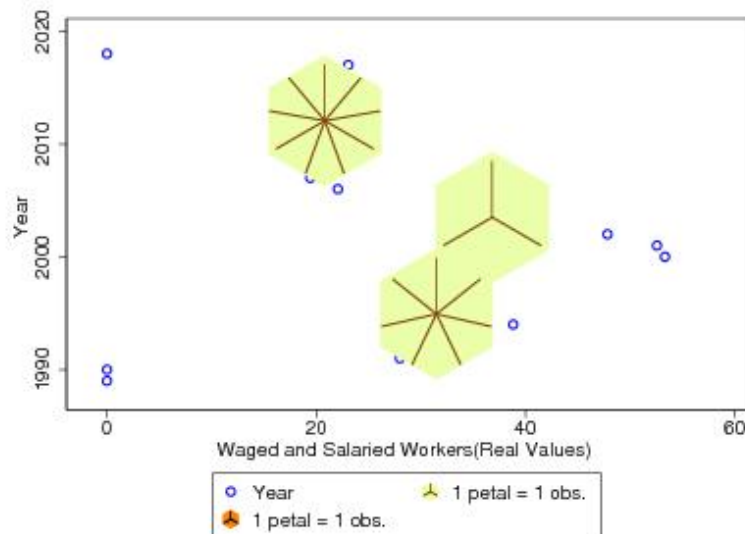 2020
2010
2000
1990
Year
0
20
40
60
Waged and Salaried Workers(Real Values)
Year
1 petal = 1 obs.
1 petal = 1 obs.